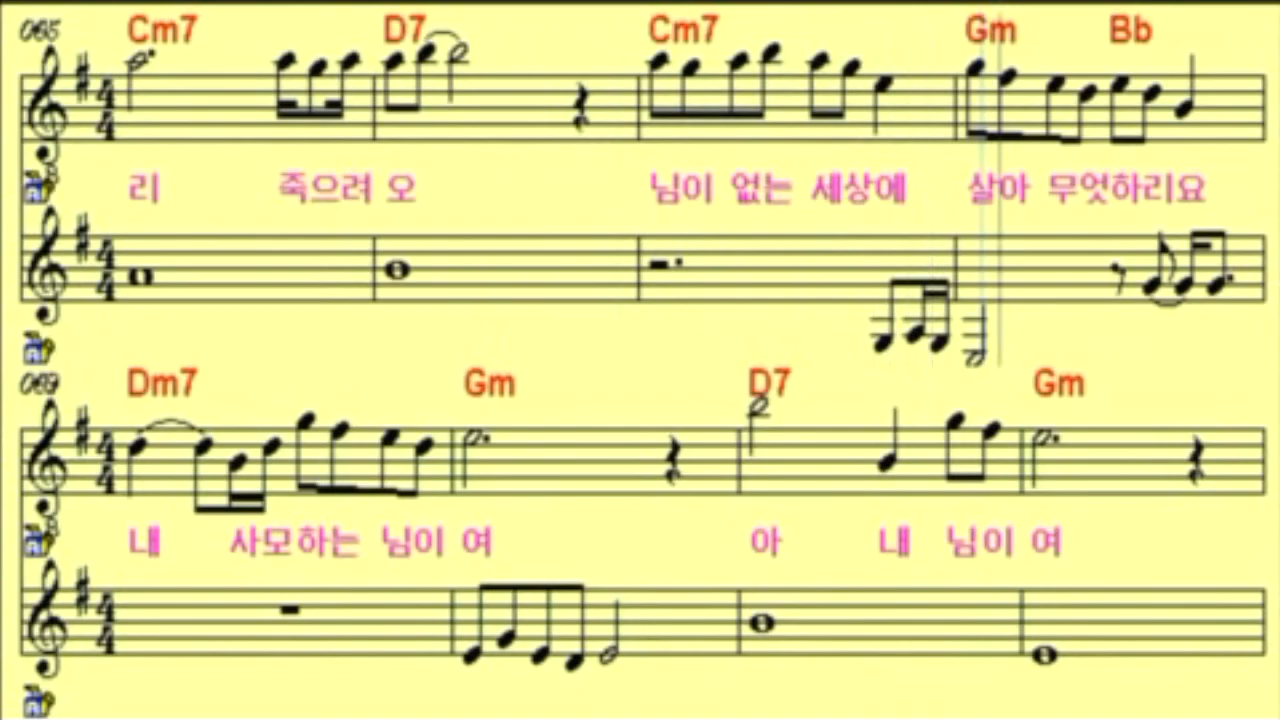 065 Cm7 D7 Cm7 Gm Bb
리 죽으려 오 님이 없는 세상에 살아 무엇하리요
069 Dm7 Gm D7 Gm
내 사모하는 님이 여 아 내 님이 여